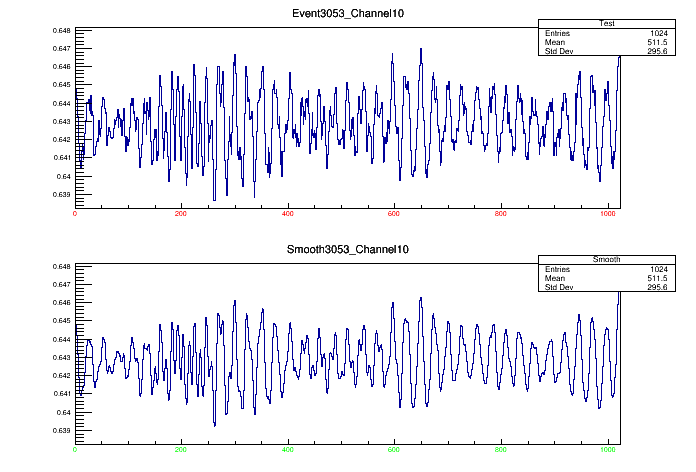 Event3053_Channel10
Test
Entries 1024
Mean 511.5
Std Dev 295.6
0.648
0.647
0.646
0.645
0.644
0.643
0.642
0.641
0.64
0.639
0 200 400 600 800 1000
Smooth3053_Channel10
Smooth
Entries 1024
Mean 511.5
Std Dev 295.6
0.648
0.647
0.646
0.645
0.644
0.643
0.642
0.641
0.64
0.639
0 200 400 600 800 1000